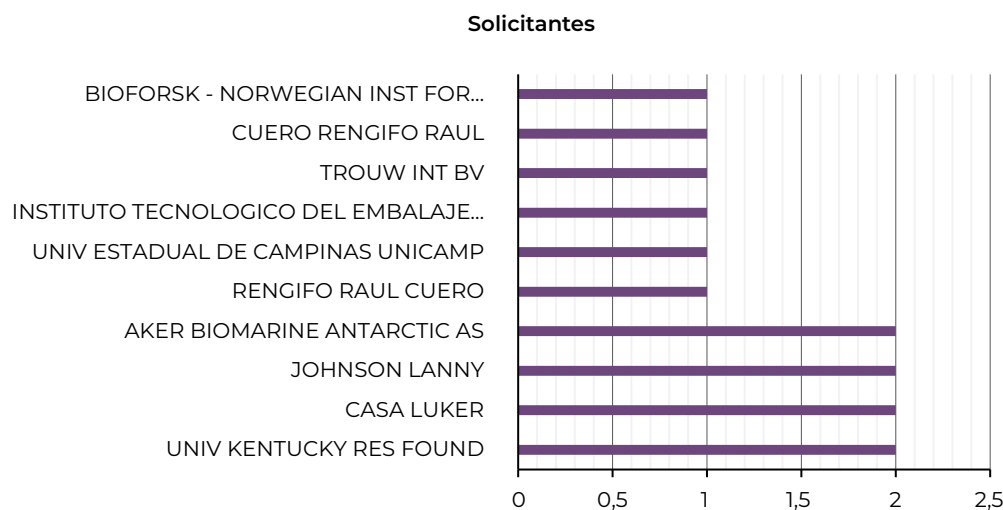 Solicitantes
BIOFORSK - NORWEGIAN INST FOR...
CUERO RENGIFO RAUL
TROUW INT BV
INSTITUTO TECNOLOGICO DEL EMBALAJE...
UNIV ESTADUAL DE CAMPINAS UNICAMP
RENGIFO RAUL CUERO
AKER BIOMARINE ANTARCTIC AS
JOHNSON LANNY
CASA LUKER
UNIV KENTUCKY RES FOUND
0 0,5 1 1,5 2 2,5